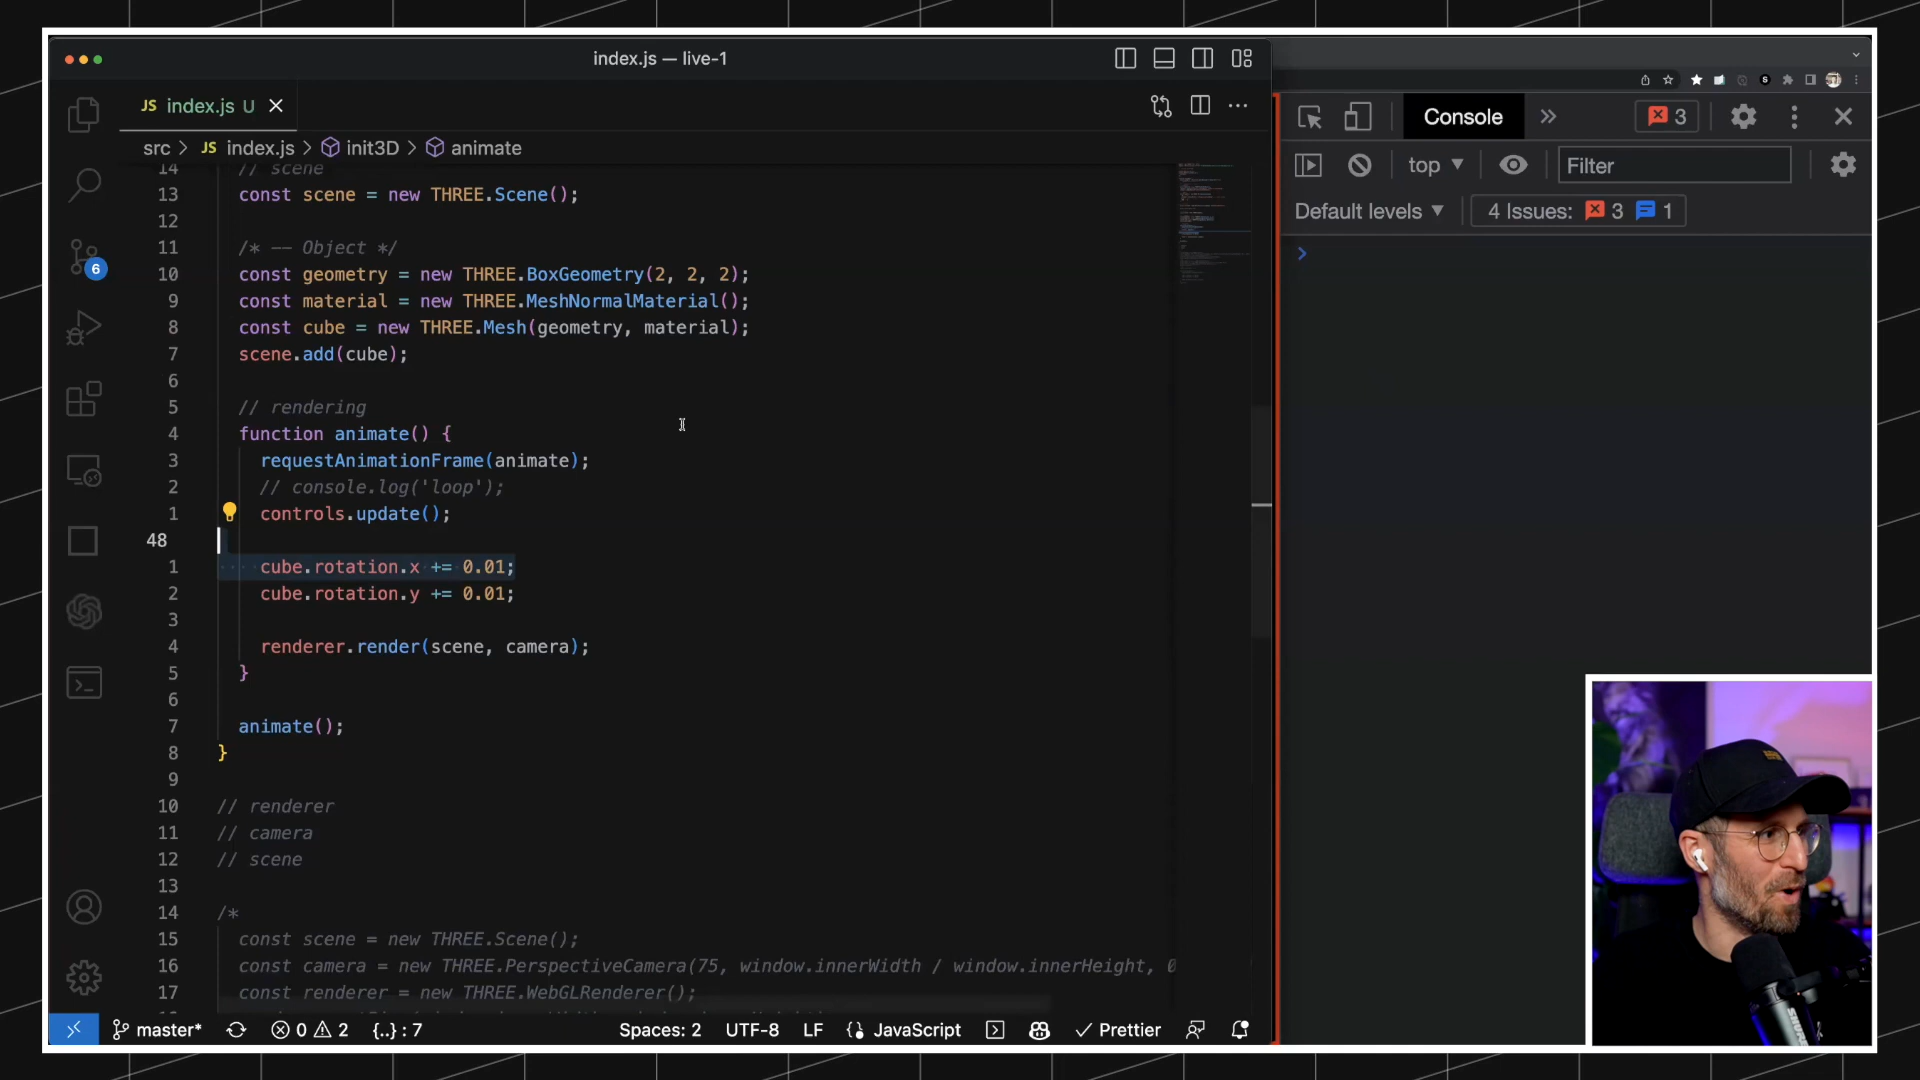 index.js — live-1
JS index.js U
src > JS index.js > init3D > animate
14 // scene
13 const scene = new THREE.Scene();
12
11 /* —— Object */
10 const geometry = new THREE.BoxGeometry(2, 2, 2);
9 const material = new THREE.MeshNormalMaterial();
8 const cube = new THREE.Mesh(geometry, material);
7 scene.add(cube);
6
5 // rendering
4 function animate() {
3 requestAnimationFrame(animate);
2 // console.log('loop');
1 controls.update();
48
1 cube.rotation.x += 0.01;
2 cube.rotation.y += 0.01;
3
4 renderer.render(scene, camera);
5 }
6
7 animate();
8 }
9
10 // renderer
11 // camera
12 // scene
13
14 /*
15 const scene = new THREE.Scene();
16 const camera = new THREE.PerspectiveCamera(75, window.innerWidth / window.innerHeight, 0
17 const renderer = new THREE.WebGLRenderer();
6
master* 0 2 {..} : 7 Spaces: 2 UTF-8 LF JavaScript Prettier
Console 3
top Filter
Default levels 4 Issues: 3 1